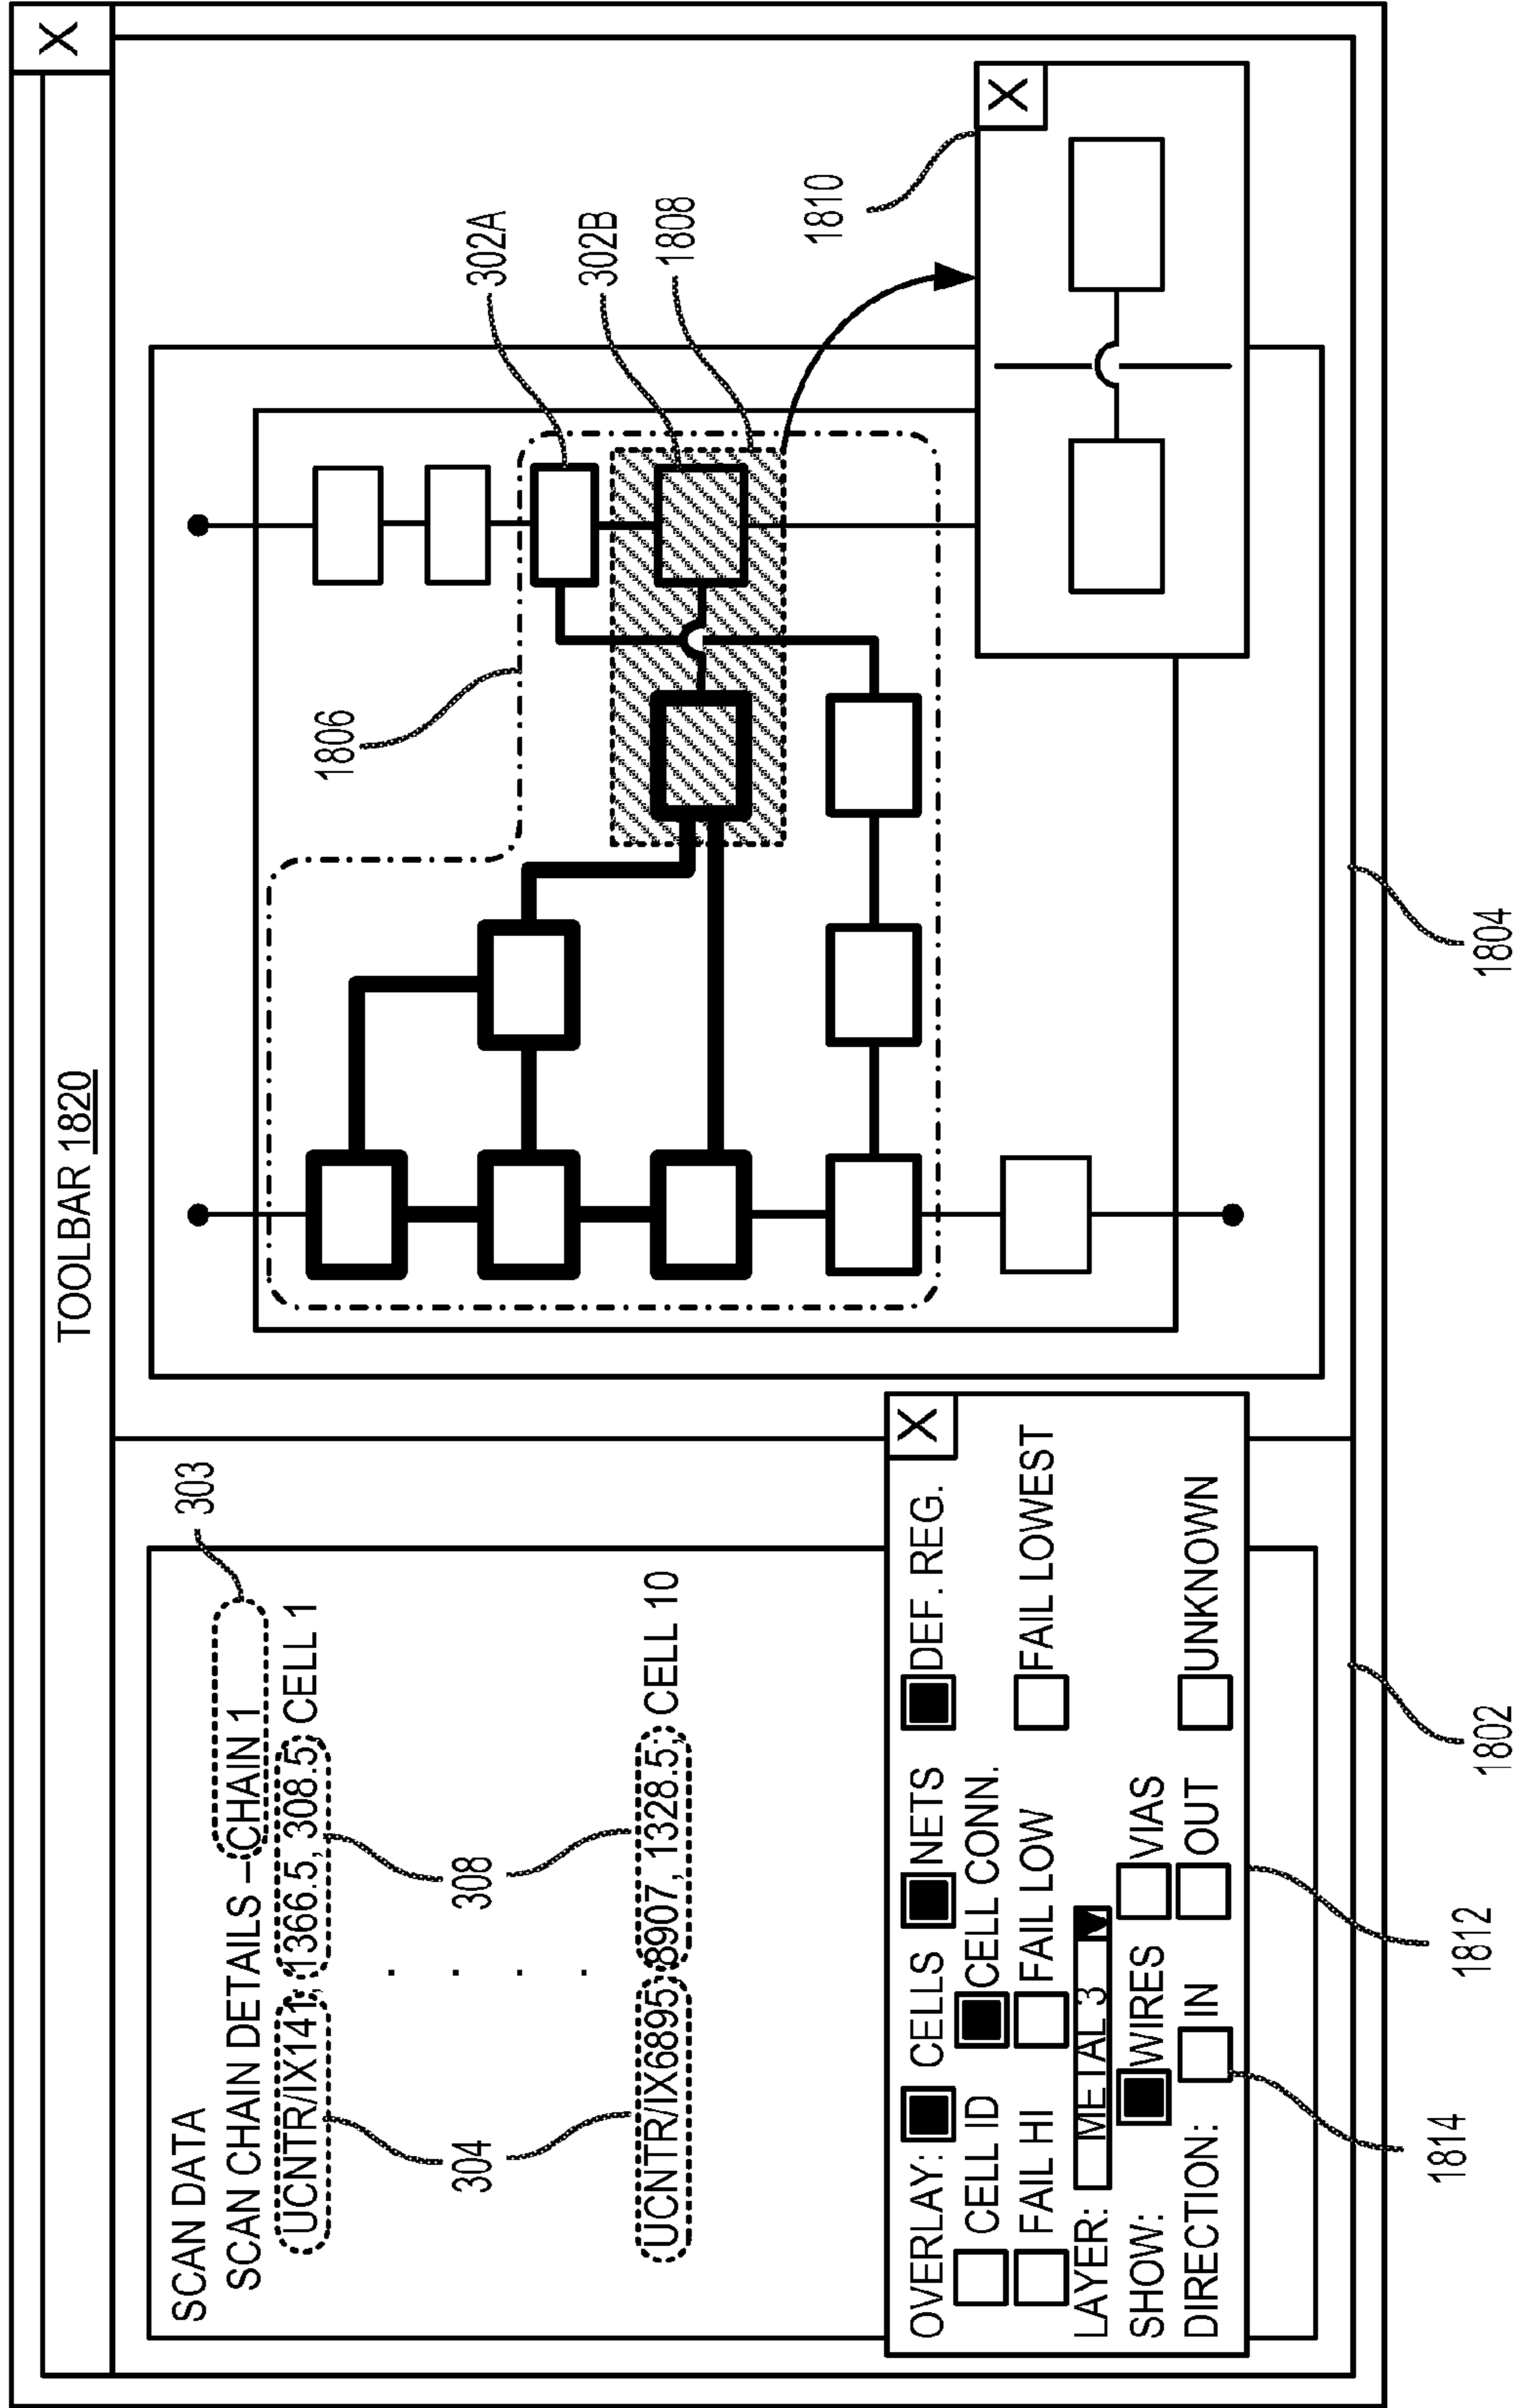 TOOLBAR 1820
X
SCAN DATA
SCAN CHAIN DETAILS – CHAIN 1
303
UCNTR/IX141; 1366.5, 308.5; CELL 1
304
308
UCNTR/IX6895; 8907, 1328.5; CELL 10
X
OVERLAY: CELLS NETS DEF. REG.
CELL ID CELL CONN.
FAIL HI FAIL LOW FAIL LOWEST
LAYER: METAL 3
SHOW: WIRES VIAS
DIRECTION: IN OUT UNKNOWN
1814
1812
1802
1806
302A
302B
1808
1810
X
1804